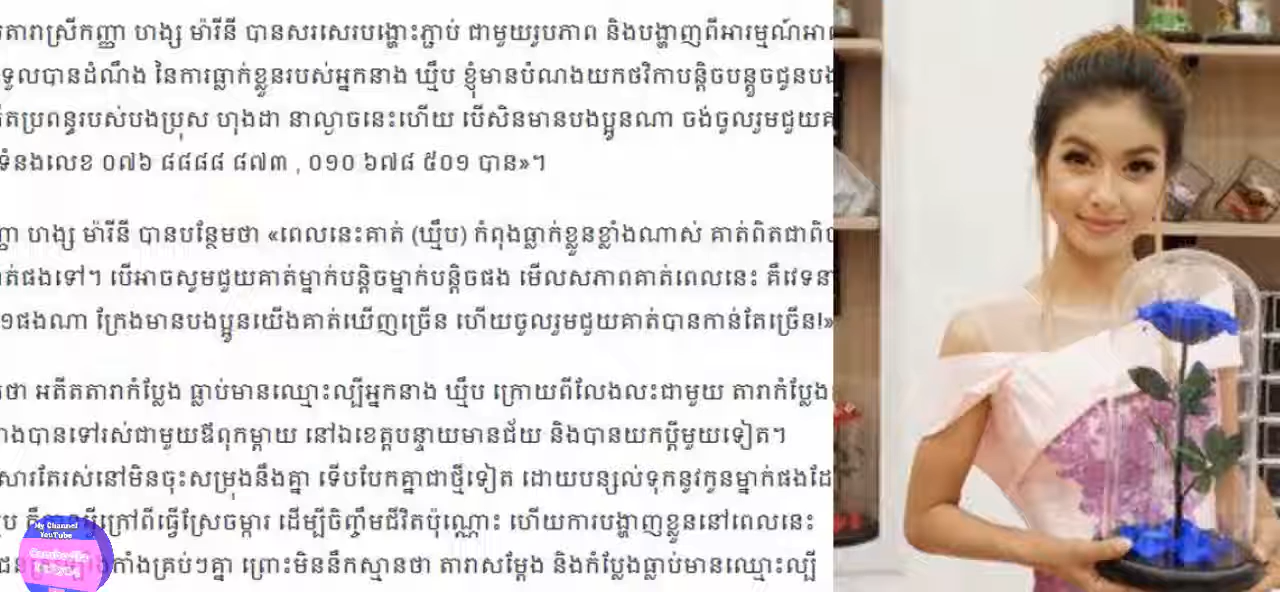 តារាស្រីកញ្ញា ហង្ស ម៉ារីនី បានសរសេរបង្ហោះភ្ជាប់ ជាមួយរូបភាព និងបង្ហាញពីអារម្មណ៍
ទទួលបានដំណឹង នៃការធ្លាក់ខ្លួនរបស់អ្នកនាង ឃ្មឹប ខ្ញុំមានបំណងយកថវិកាបន្តិចបន្តួចជូនបង
ប្រពន្ធរបស់បងប្រុស ហុងដា នាល្ងាចនេះហើយ បើសិនមានបងប្អូនណា ចង់ចូលរួមជួយ
ទំនងលេខ ០៧៦ ៨៨៨៨ ៨៧៣ , ០១០ ៦៧៨ ៥០១ បាន»។
ហង្ស ម៉ារីនី បានបន្ថែមថា «ពេលនេះគាត់ (ឃ្មឹប) កំពុងធ្លាក់ខ្លួនខ្លាំងណាស់ គាត់ពិតជា
ផងទៅ។ បើអាចសូមជួយគាត់ម្នាក់បន្តិចម្នាក់បន្តិចផង មើលសភាពគាត់ពេលនេះ គឺវេទនា
១ផងណា ក្រែងមានបងប្អូនយើងគាត់ឃើញច្រើន ហើយចូលរួមជួយគាត់បានកាន់តែច្រើន!»
ថា អតីតតារាកំប្លែង ធ្លាប់មានឈ្មោះល្បីអ្នកនាង ឃ្មឹប ក្រោយពីលែងលះជាមួយ តារាកំប្លែង
បានទៅរស់ជាមួយឪពុកម្ដាយ នៅឯខេត្តបន្ទាយមានជ័យ និងបានយកប្ដីមួយទៀត។
តែរស់នៅមិនចុះសម្រុងនឹងគ្នា ទើបបែកគ្នាជាថ្មីទៀត ដោយបន្សល់ទុកនូវកូនម្នាក់ផងដែរ
ក្រៅពីធ្វើស្រែចម្ការ ដើម្បីចិញ្ចឹមជីវិតប៉ុណ្ណោះ ហើយការបង្ហាញខ្លួននៅពេលនេះ
គ្រប់ៗគ្នា ព្រោះមិននឹកស្មានថា តារាសម្ដែង និងកំប្លែងធ្លាប់មានឈ្មោះល្បី
My Channel
YouTube